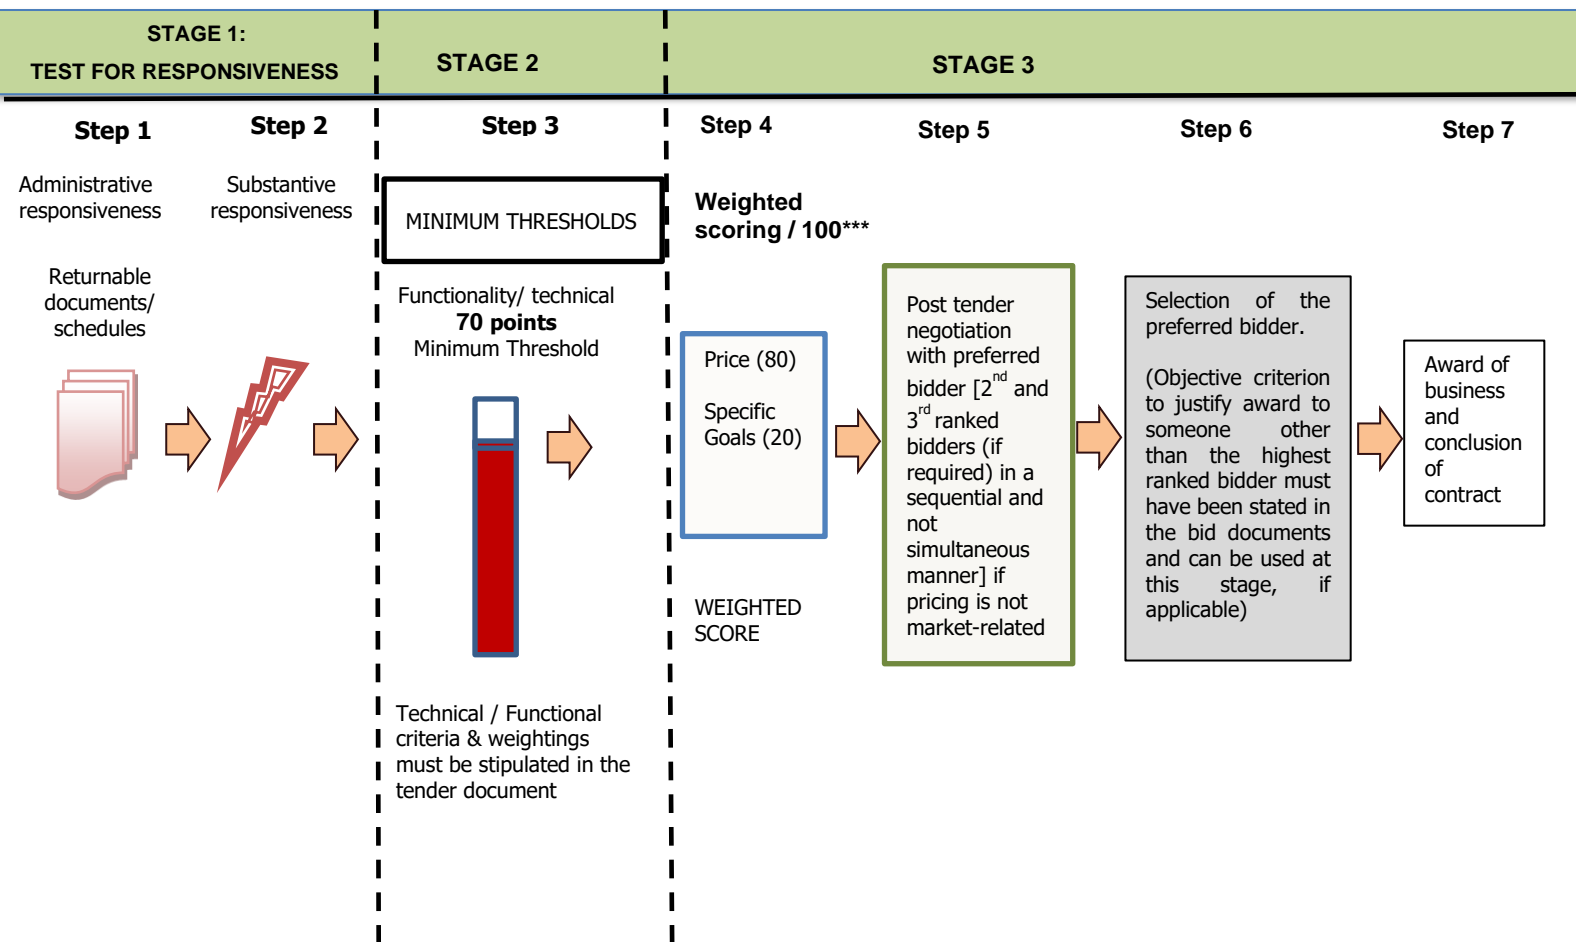 STAGE 1:
TEST FOR RESPONSIVENESS
STAGE 2
STAGE 3
Step 1
Step 2
Step 3
Step 4
Step 5
Step 6
Step 7
Administrative
responsiveness
Returnable
documents/
schedules
Substantive
responsiveness
MINIMUM THRESHOLDS
Functionality/ technical
70 points
Minimum Threshold
Technical / Functional
criteria & weightings
must be stipulated in the
tender document
Weighted
scoring / 100***
Price (80)
Specific
Goals (20)
WEIGHTED
SCORE
Post tender
negotiation
with preferred
bidder [2nd and
3rd ranked
bidders (if
required) in a
sequential and
not
simultaneous
manner] if
pricing is not
market-related
Selection of the
preferred bidder.
(Objective criterion
to justify award to
someone other
than the highest
ranked bidder must
have been stated in
the bid documents
and can be used at
this stage, if
applicable)
Award of
business
and
conclusion
of
contract